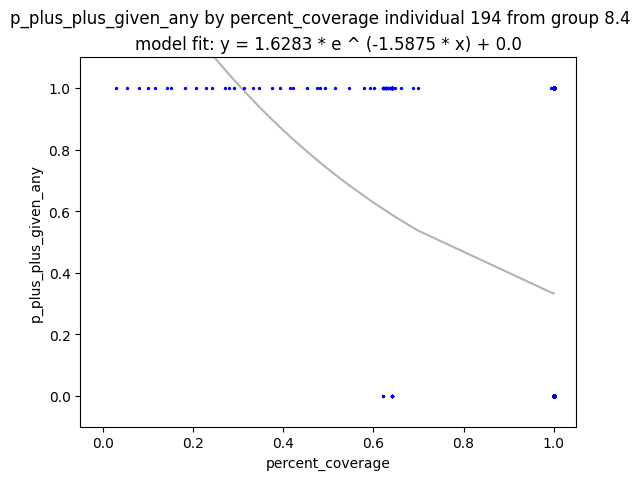 p_plus_plus_given_any by percent_coverage individual 194 from group 8.4
model fit: y = 1.6283 * e ^ (-1.5875 * x) + 0.0
p_plus_plus_given_any
1.0
0.8
0.6
0.4
0.2
0.0
0.0 0.2 0.4 0.6 0.8 1.0
percent_coverage